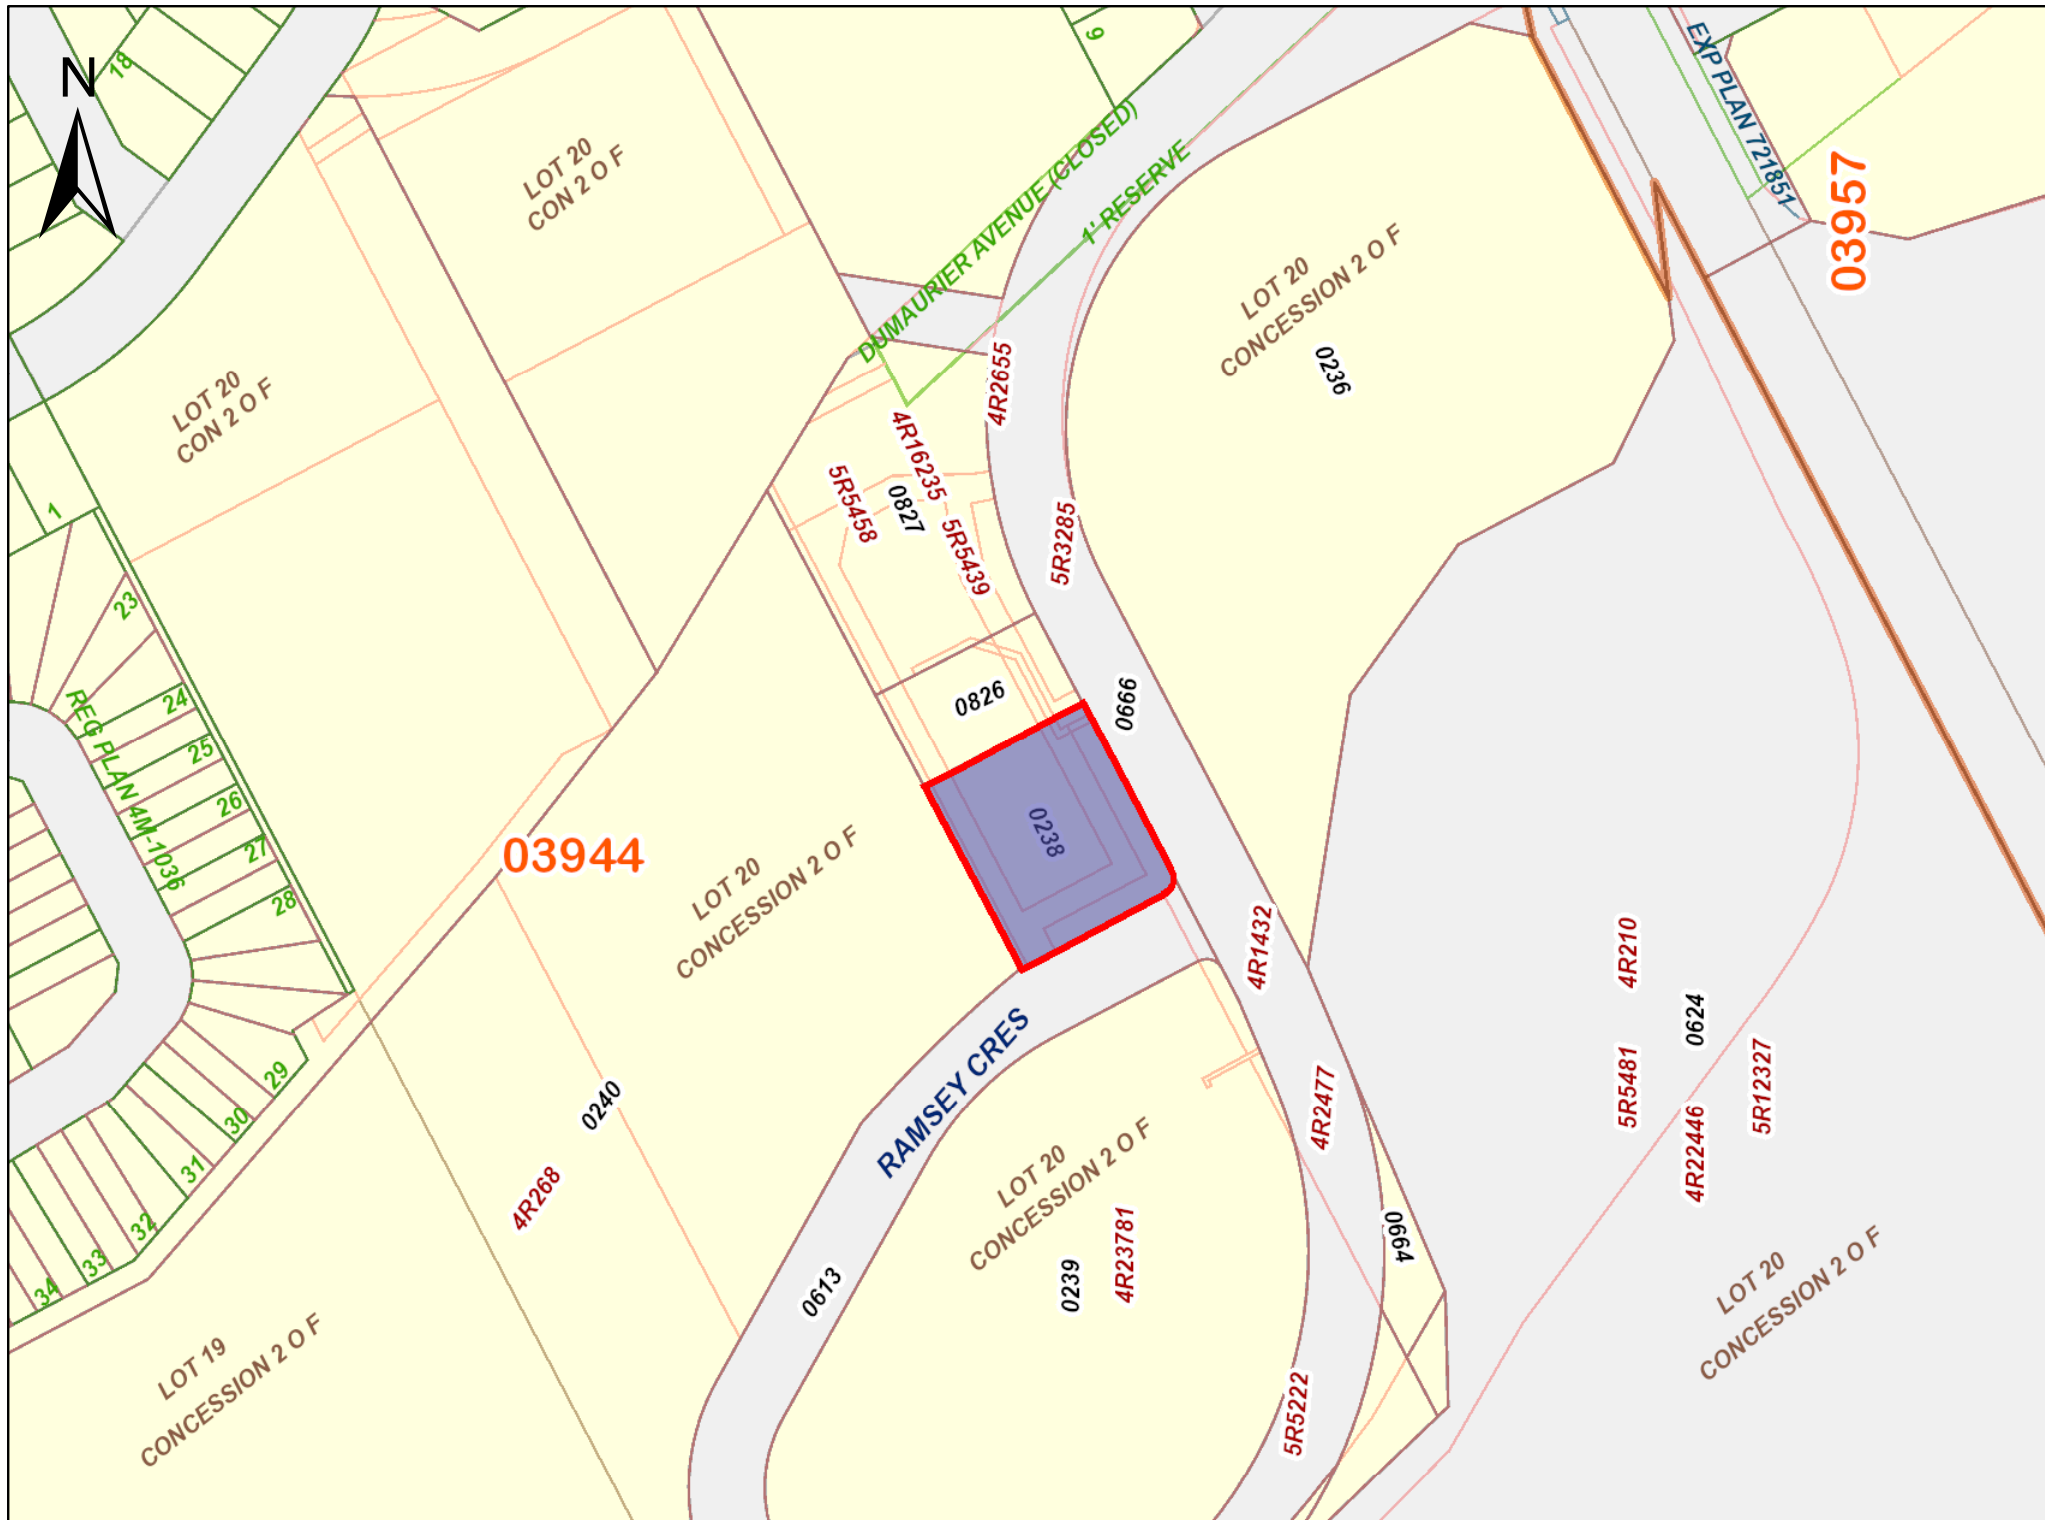 N
18
9
EXP PLAN 721851
03957
LOT 20
CON 2 O F
DUMAURIER AVENUE (CLOSED)
1' RESERVE
LOT 20
CONCESSION 2 O F
0236
4R2655
LOT 20
CON 2 O F
4R16235
5R5458
0827
5R5439
5R3285
1
23
24
25
26
27
28
REG PLAN 4M-1036
0826
0666
0238
03944
LOT 20
CONCESSION 2 O F
4R1432
4R210
0624
5R5481
4R22446
5R12327
RAMSEY CRES
0240
4R268
4R2477
29
30
31
32
33
34
LOT 20
CONCESSION 2 O F
0239
4R23781
0664
0613
LOT 20
CONCESSION 2 O F
LOT 19
CONCESSION 2 O F
5R5222